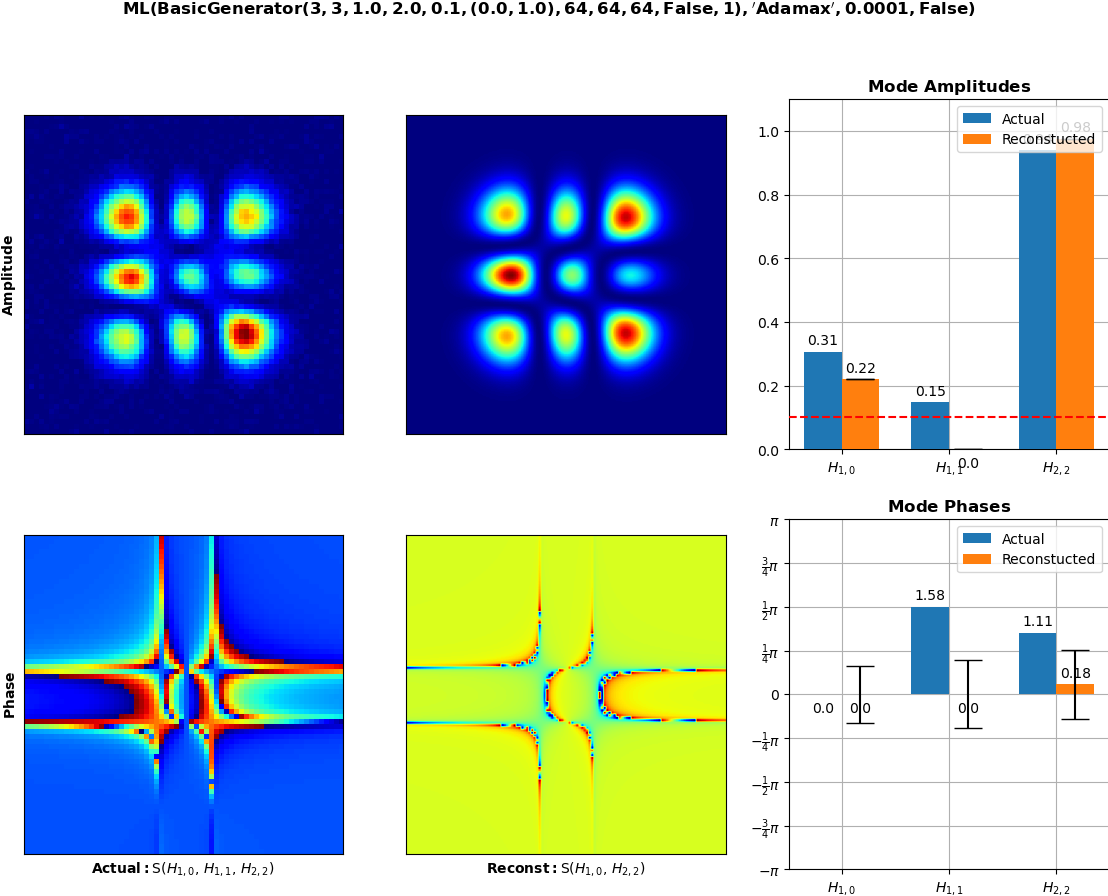 ML(BasicGenerator(3, 3, 1.0, 2.0, 0.1, (0.0, 1.0), 64, 64, 64, False, 1), 'Adamax', 0.0001, False)
Amplitude
Mode Amplitudes
Actual
Reconstucted
1.0
0.8
0.6
0.4
0.2
0.0
0.31
0.22
0.15
0.0
0.98
H1,0
H1,1
H2,2
Phase
Actual: S(H1,0, H1,1, H2,2)
Reconst: S(H1,0, H2,2)
Mode Phases
Actual
Reconstucted
π
3/4π
1/2π
1/4π
0
−1/4π
−1/2π
−3/4π
−π
0.0
0.0
1.58
0.0
1.11
0.18
H1,0
H1,1
H2,2